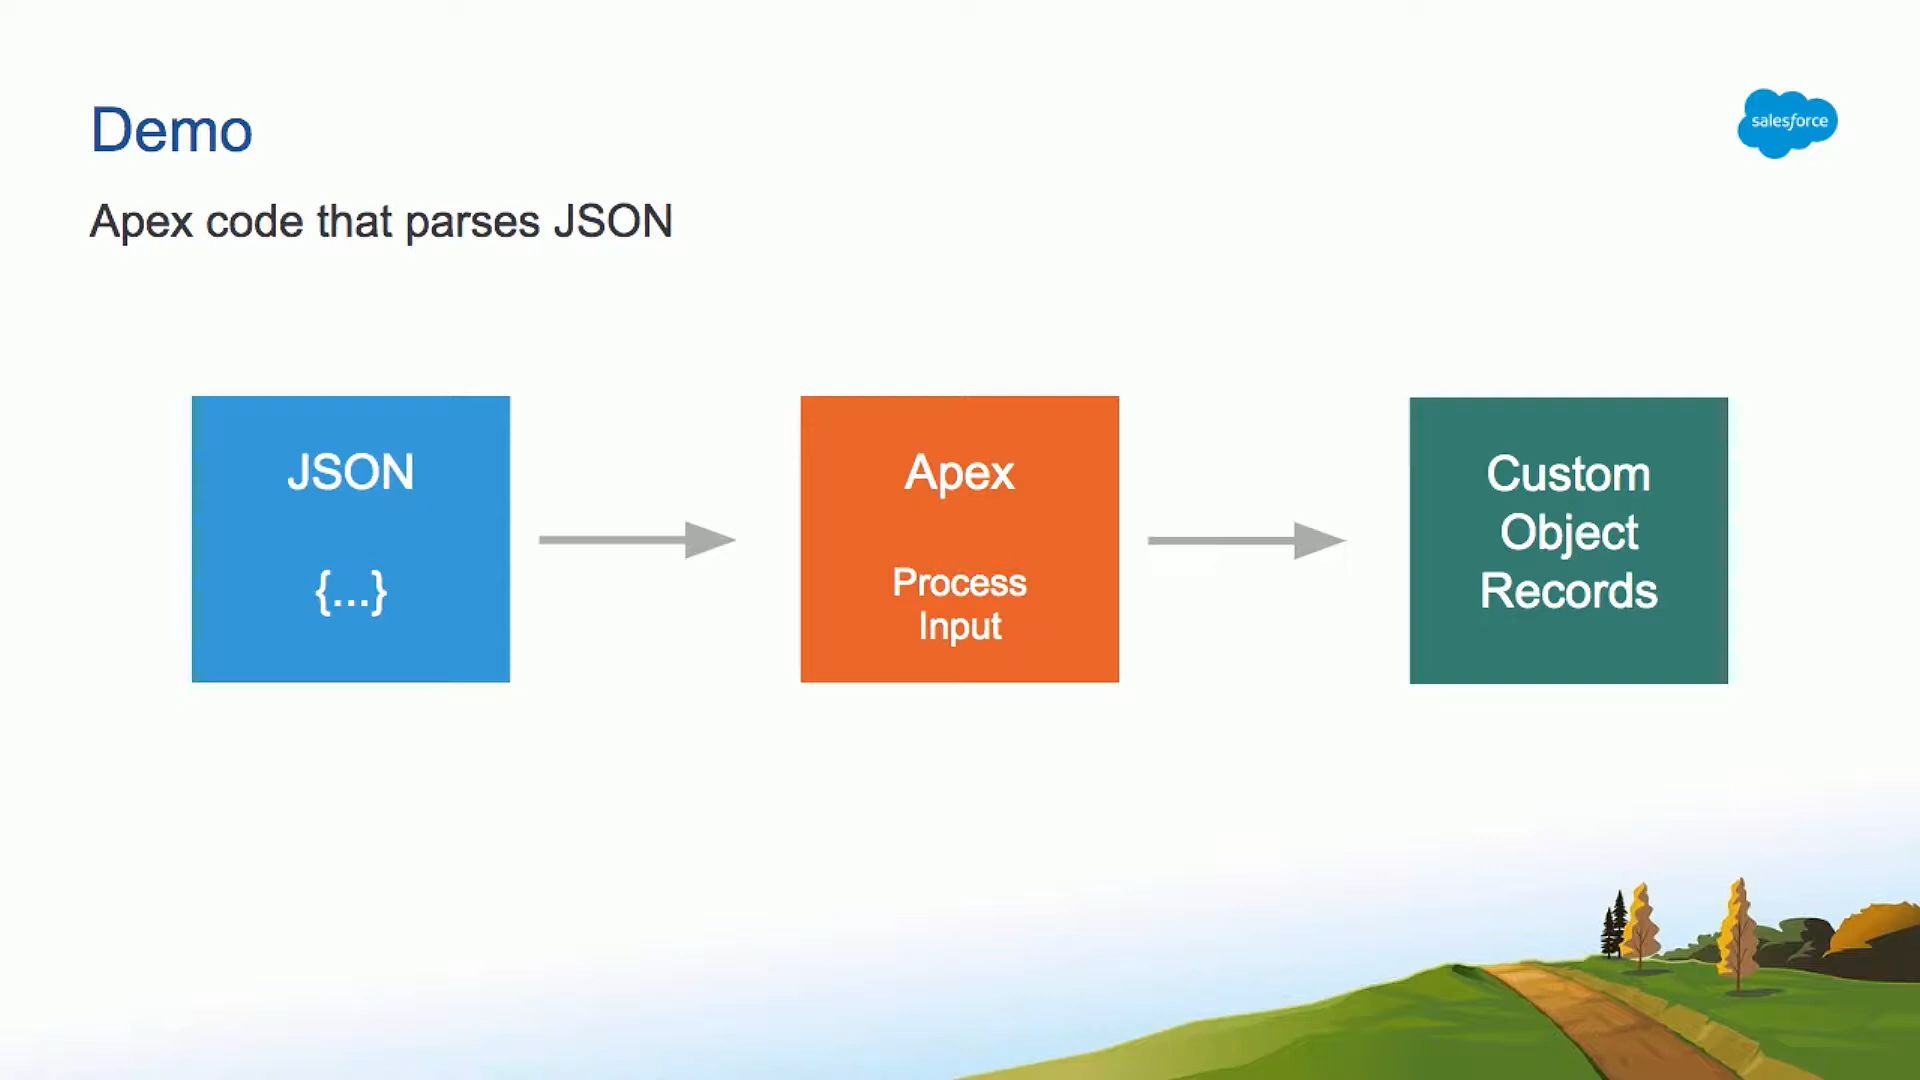 Demo
salesforce
Apex code that parses JSON
JSON
{...}
Apex
Process
Input
Custom
Object
Records